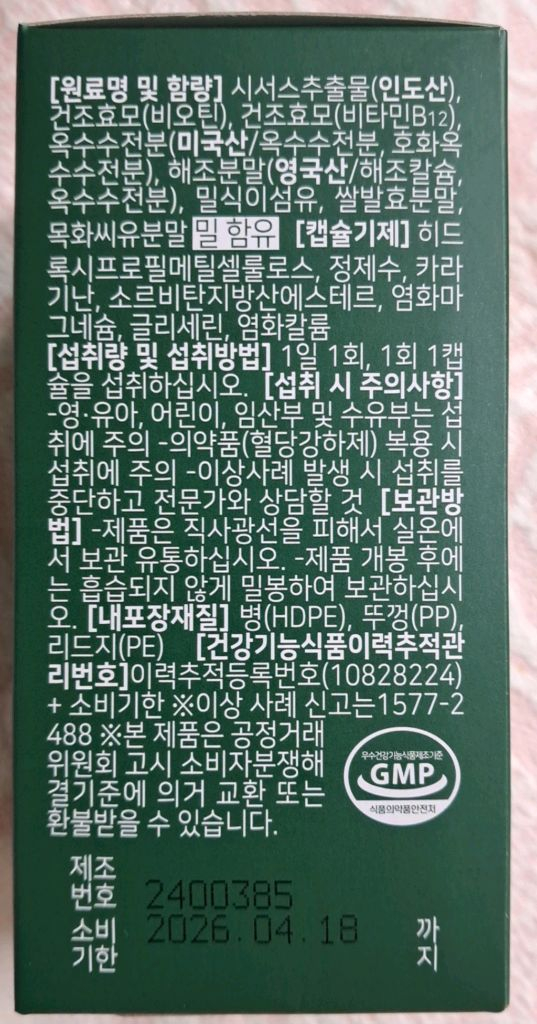 [원료명 및 함량] 시서스추출물(인도산),
건조효모(비오틴), 건조효모(비타민B12),
옥수수전분(미국산/옥수수전분, 호화옥
수수전분), 해조분말(영국산/해조칼슘,
옥수수전분), 밀식이섬유, 쌀발효분말,
목화씨유분말 밀 함유 [캡슐기제] 히드
록시프로필메틸셀룰로스, 정제수, 카라
기난, 소르비탄지방산에스테르, 염화마
그네슘, 글리세린, 염화칼륨
[섭취량 및 섭취방법] 1일 1회, 1회 1캡
슐을 섭취하십시오. [섭취 시 주의사항]
-영·유아, 어린이, 임산부 및 수유부는 섭
취에 주의 -의약품(혈당강하제) 복용 시
섭취에 주의 -이상사례 발생 시 섭취를
중단하고 전문가와 상담할 것 [보관방
법] -제품은 직사광선을 피해서 실온에
서 보관 유통하십시오. -제품 개봉 후에
는 흡습되지 않게 밀봉하여 보관하십시
오. [내포장재질] 병(HDPE), 뚜껑(PP),
리드지(PE) [건강기능식품이력추적관
리번호]이력추적등록번호(10828224)
+ 소비기한 ※이상 사례 신고는1577-2
488 ※본 제품은 공정거래
위원회 고시 소비자분쟁해
결기준에 의거 교환 또는
환불받을 수 있습니다.
우수건강기능식품제조기준
GMP
식품의약품안전처
제조
번호 2400385
소비 2026.04.18 까
기한 지